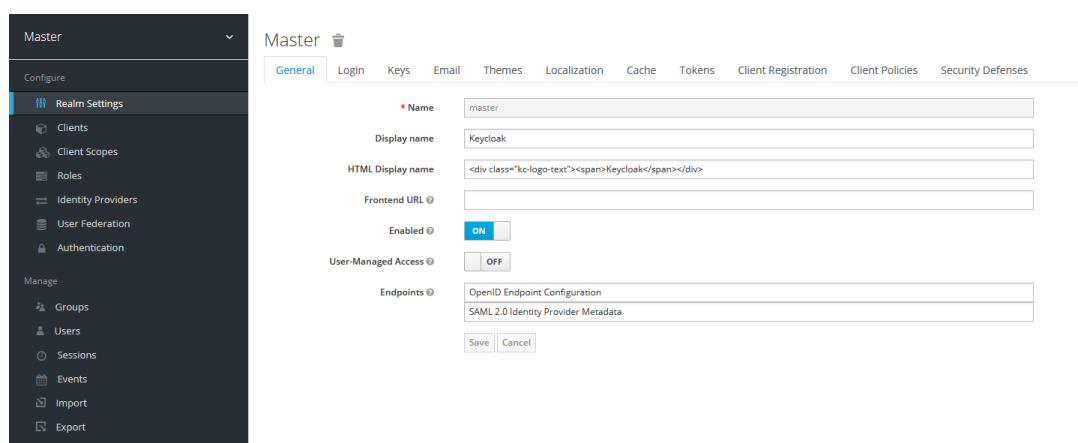 Master
Configure
Realm Settings
Clients
Client Scopes
Roles
Identity Providers
User Federation
Authentication
Manage
Groups
Users
Sessions
Events
Import
Export
Master
General Login Keys Email Themes Localization Cache Tokens Client Registration Client Policies Security Defenses
* Name master
Display name Keycloak
HTML Display name <div class="kc-logo-text"><span>Keycloak</span></div>
Frontend URL
Enabled ON
User-Managed Access OFF
Endpoints OpenID Endpoint Configuration
SAML 2.0 Identity Provider Metadata
Save Cancel